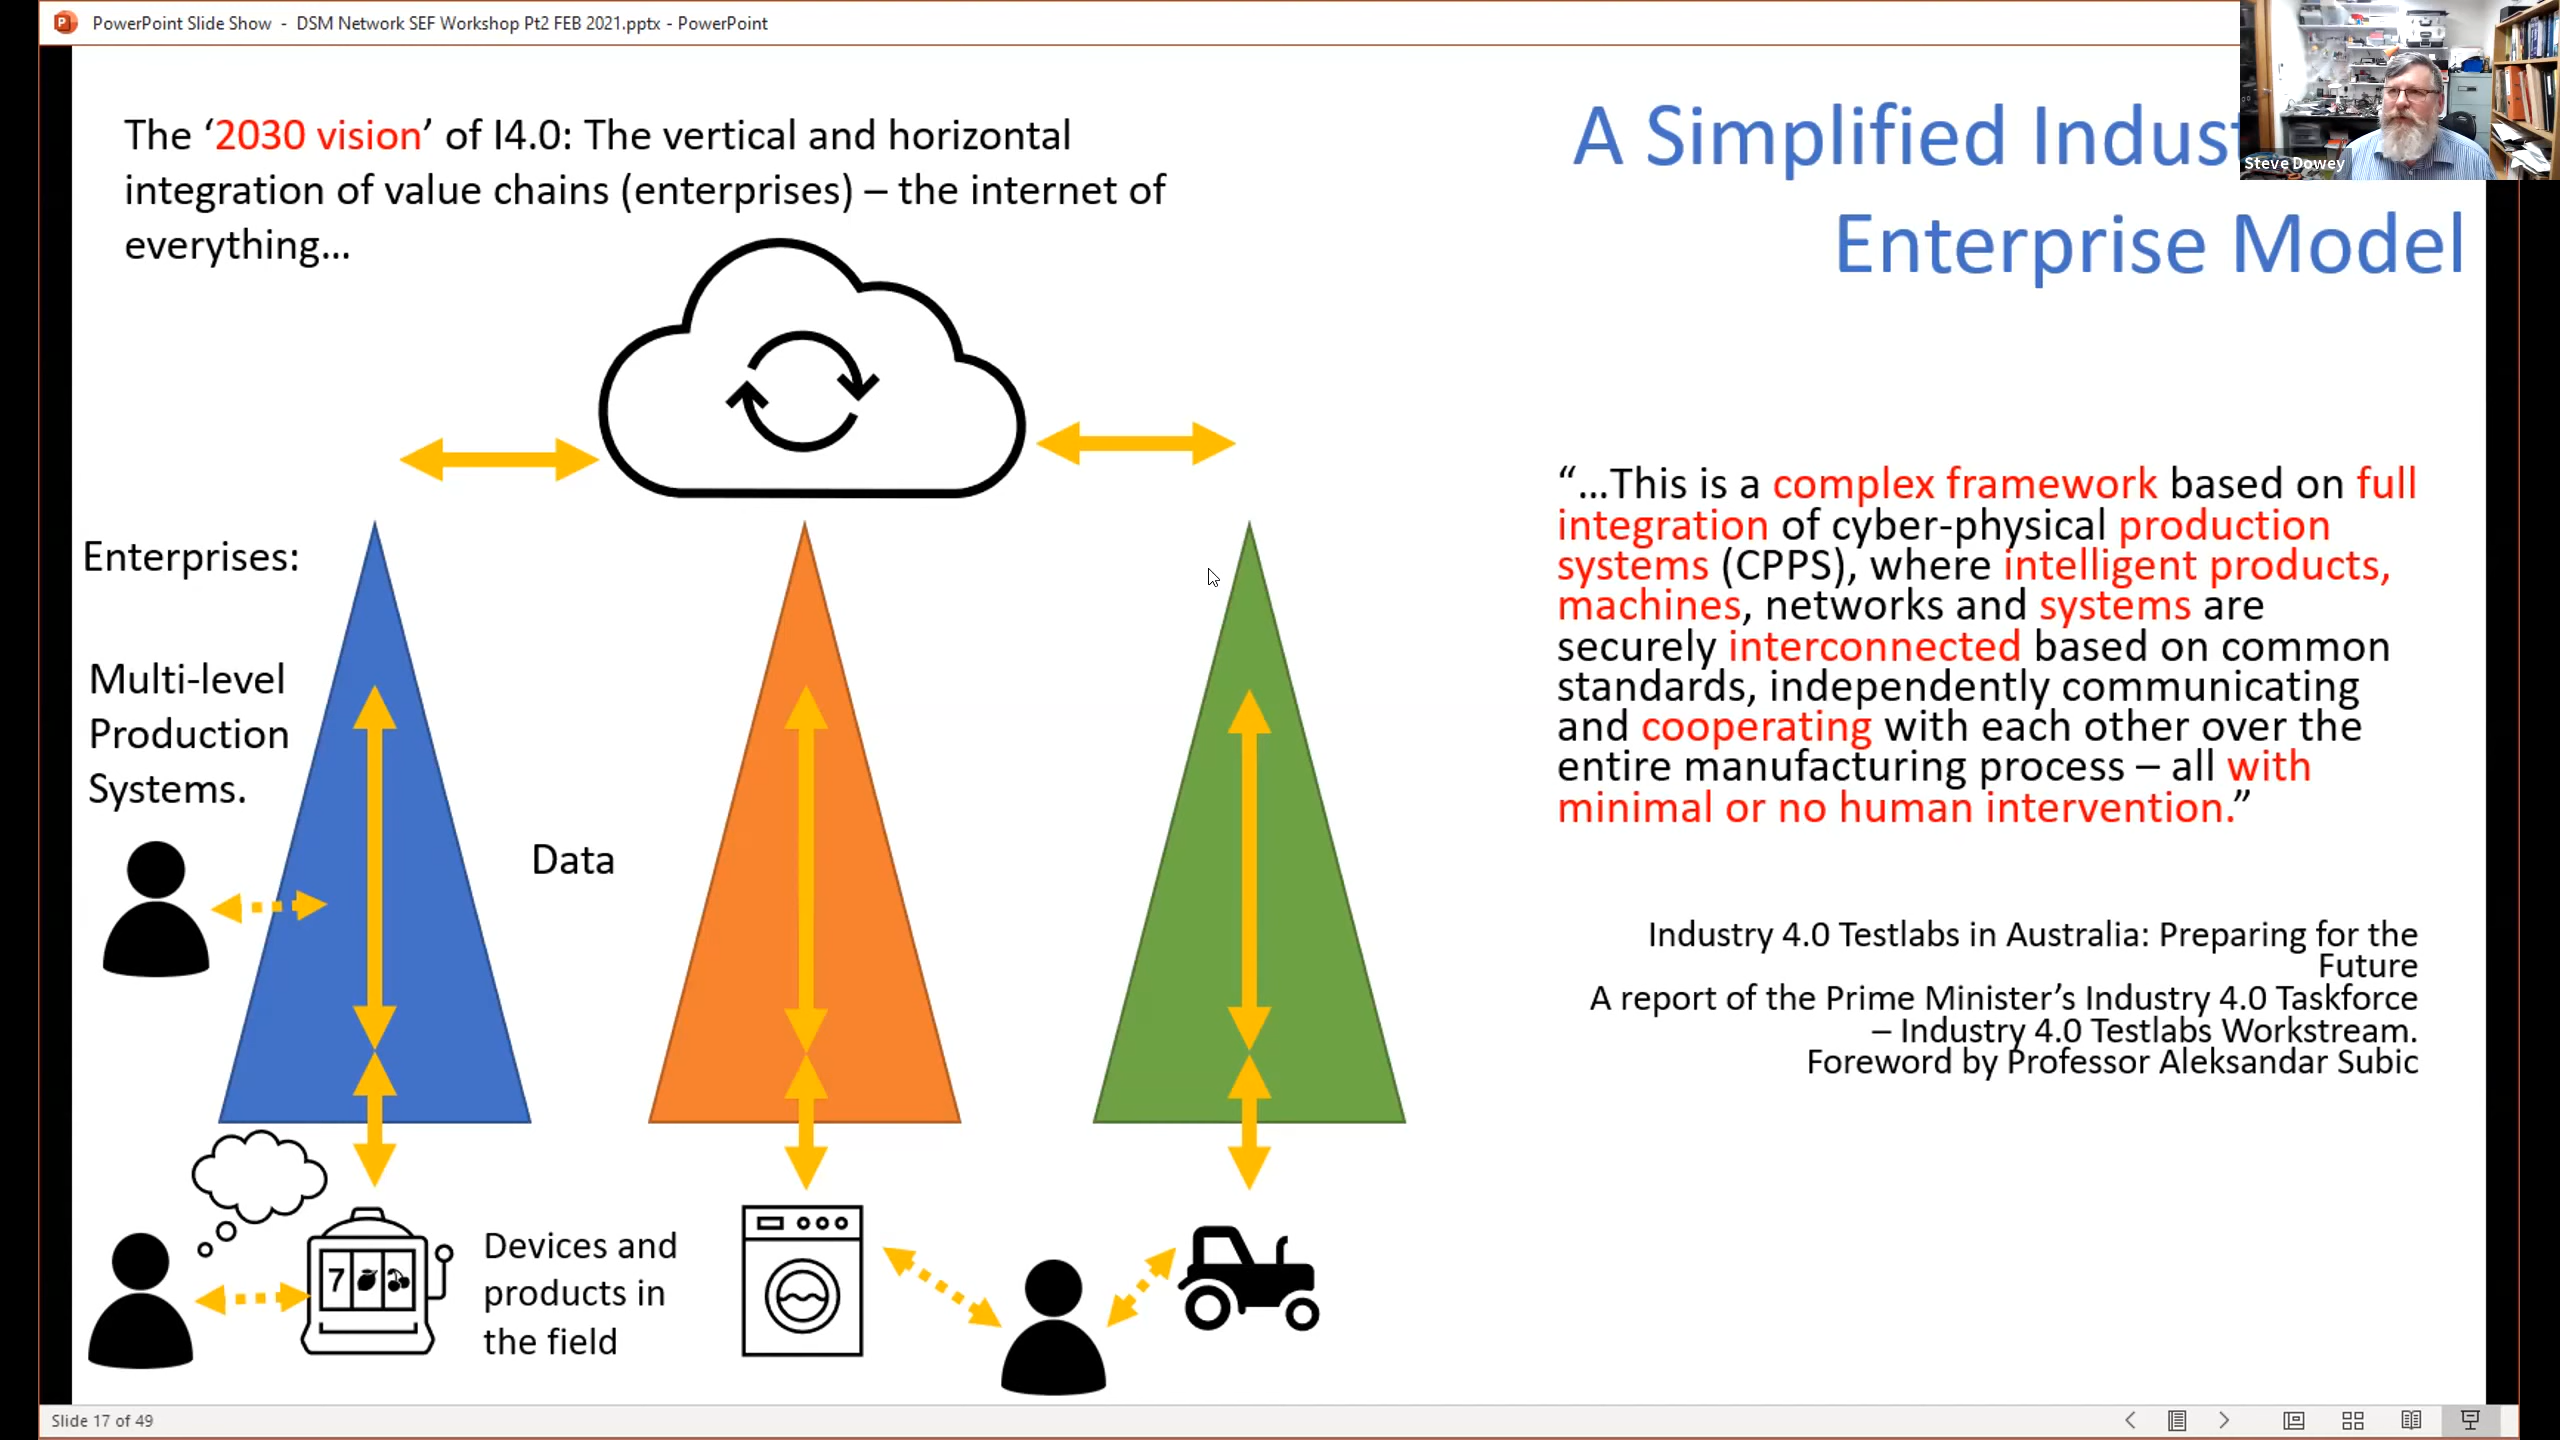 PowerPoint Slide Show - DSM Network SEF Workshop Pt2 FEB 2021.pptx - PowerPoint
The ‘2030 vision’ of I4.0: The vertical and horizontal
integration of value chains (enterprises) – the internet of
everything...
A Simplified
Enterprise Model
Steve Dowey
Enterprises:
Multi-level
Production
Systems.
Data
7
Devices and
products in
the field
“...This is a complex framework based on full
integration of cyber-physical production
systems (CPPS), where intelligent products,
machines, networks and systems are
securely interconnected based on common
standards, independently communicating
and cooperating with each other over the
entire manufacturing process – all with
minimal or no human intervention.”
Industry 4.0 Testlabs in Australia: Preparing for the
Future
A report of the Prime Minister’s Industry 4.0 Taskforce
– Industry 4.0 Testlabs Workstream.
Foreword by Professor Aleksandar Subic
Slide 17 of 49